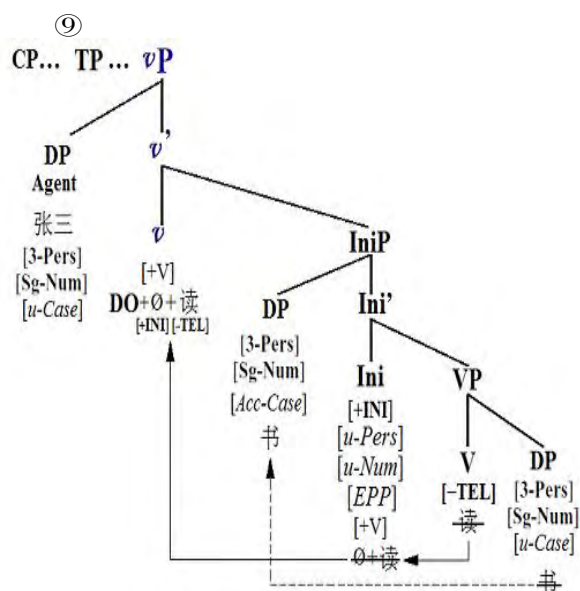 ⑨
CP... TP... vP
v’
DP
Agent
张三
[3-Pers]
[Sg-Num]
[u-Case]
v
[+V]
DO+Ø+读
[+INI] [-TEL]
IniP
DP
[3-Pers]
[Sg-Num]
[Acc-Case]
书
Ini’
Ini
[+INI]
[u-Pers]
[u-Num]
[EPP]
[+V]
Ø+读
VP
V
[−TEL]
读
DP
[3-Pers]
[Sg-Num]
[u-Case]
书